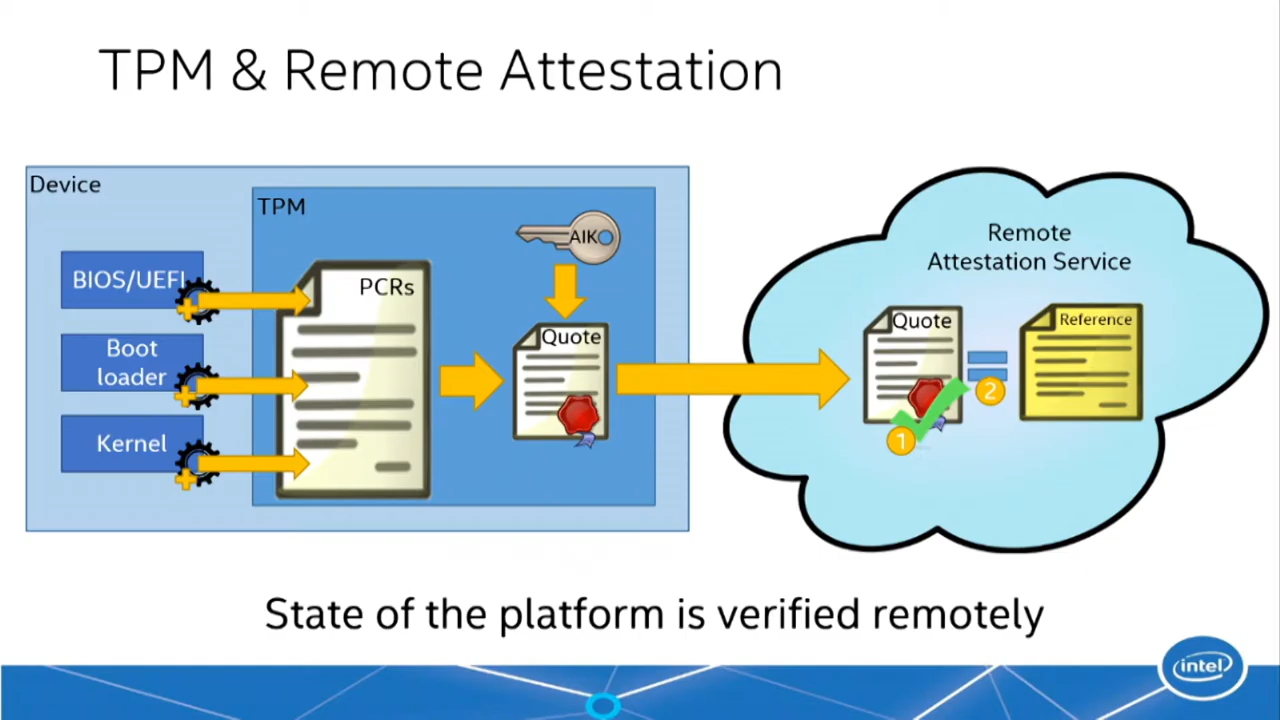 TPM & Remote Attestation
Device
TPM
BIOS/UEFI
Boot
loader
Kernel
PCRs
AIK
Quote
Remote
Attestation Service
Quote
Reference
1
2
State of the platform is verified remotely
intel